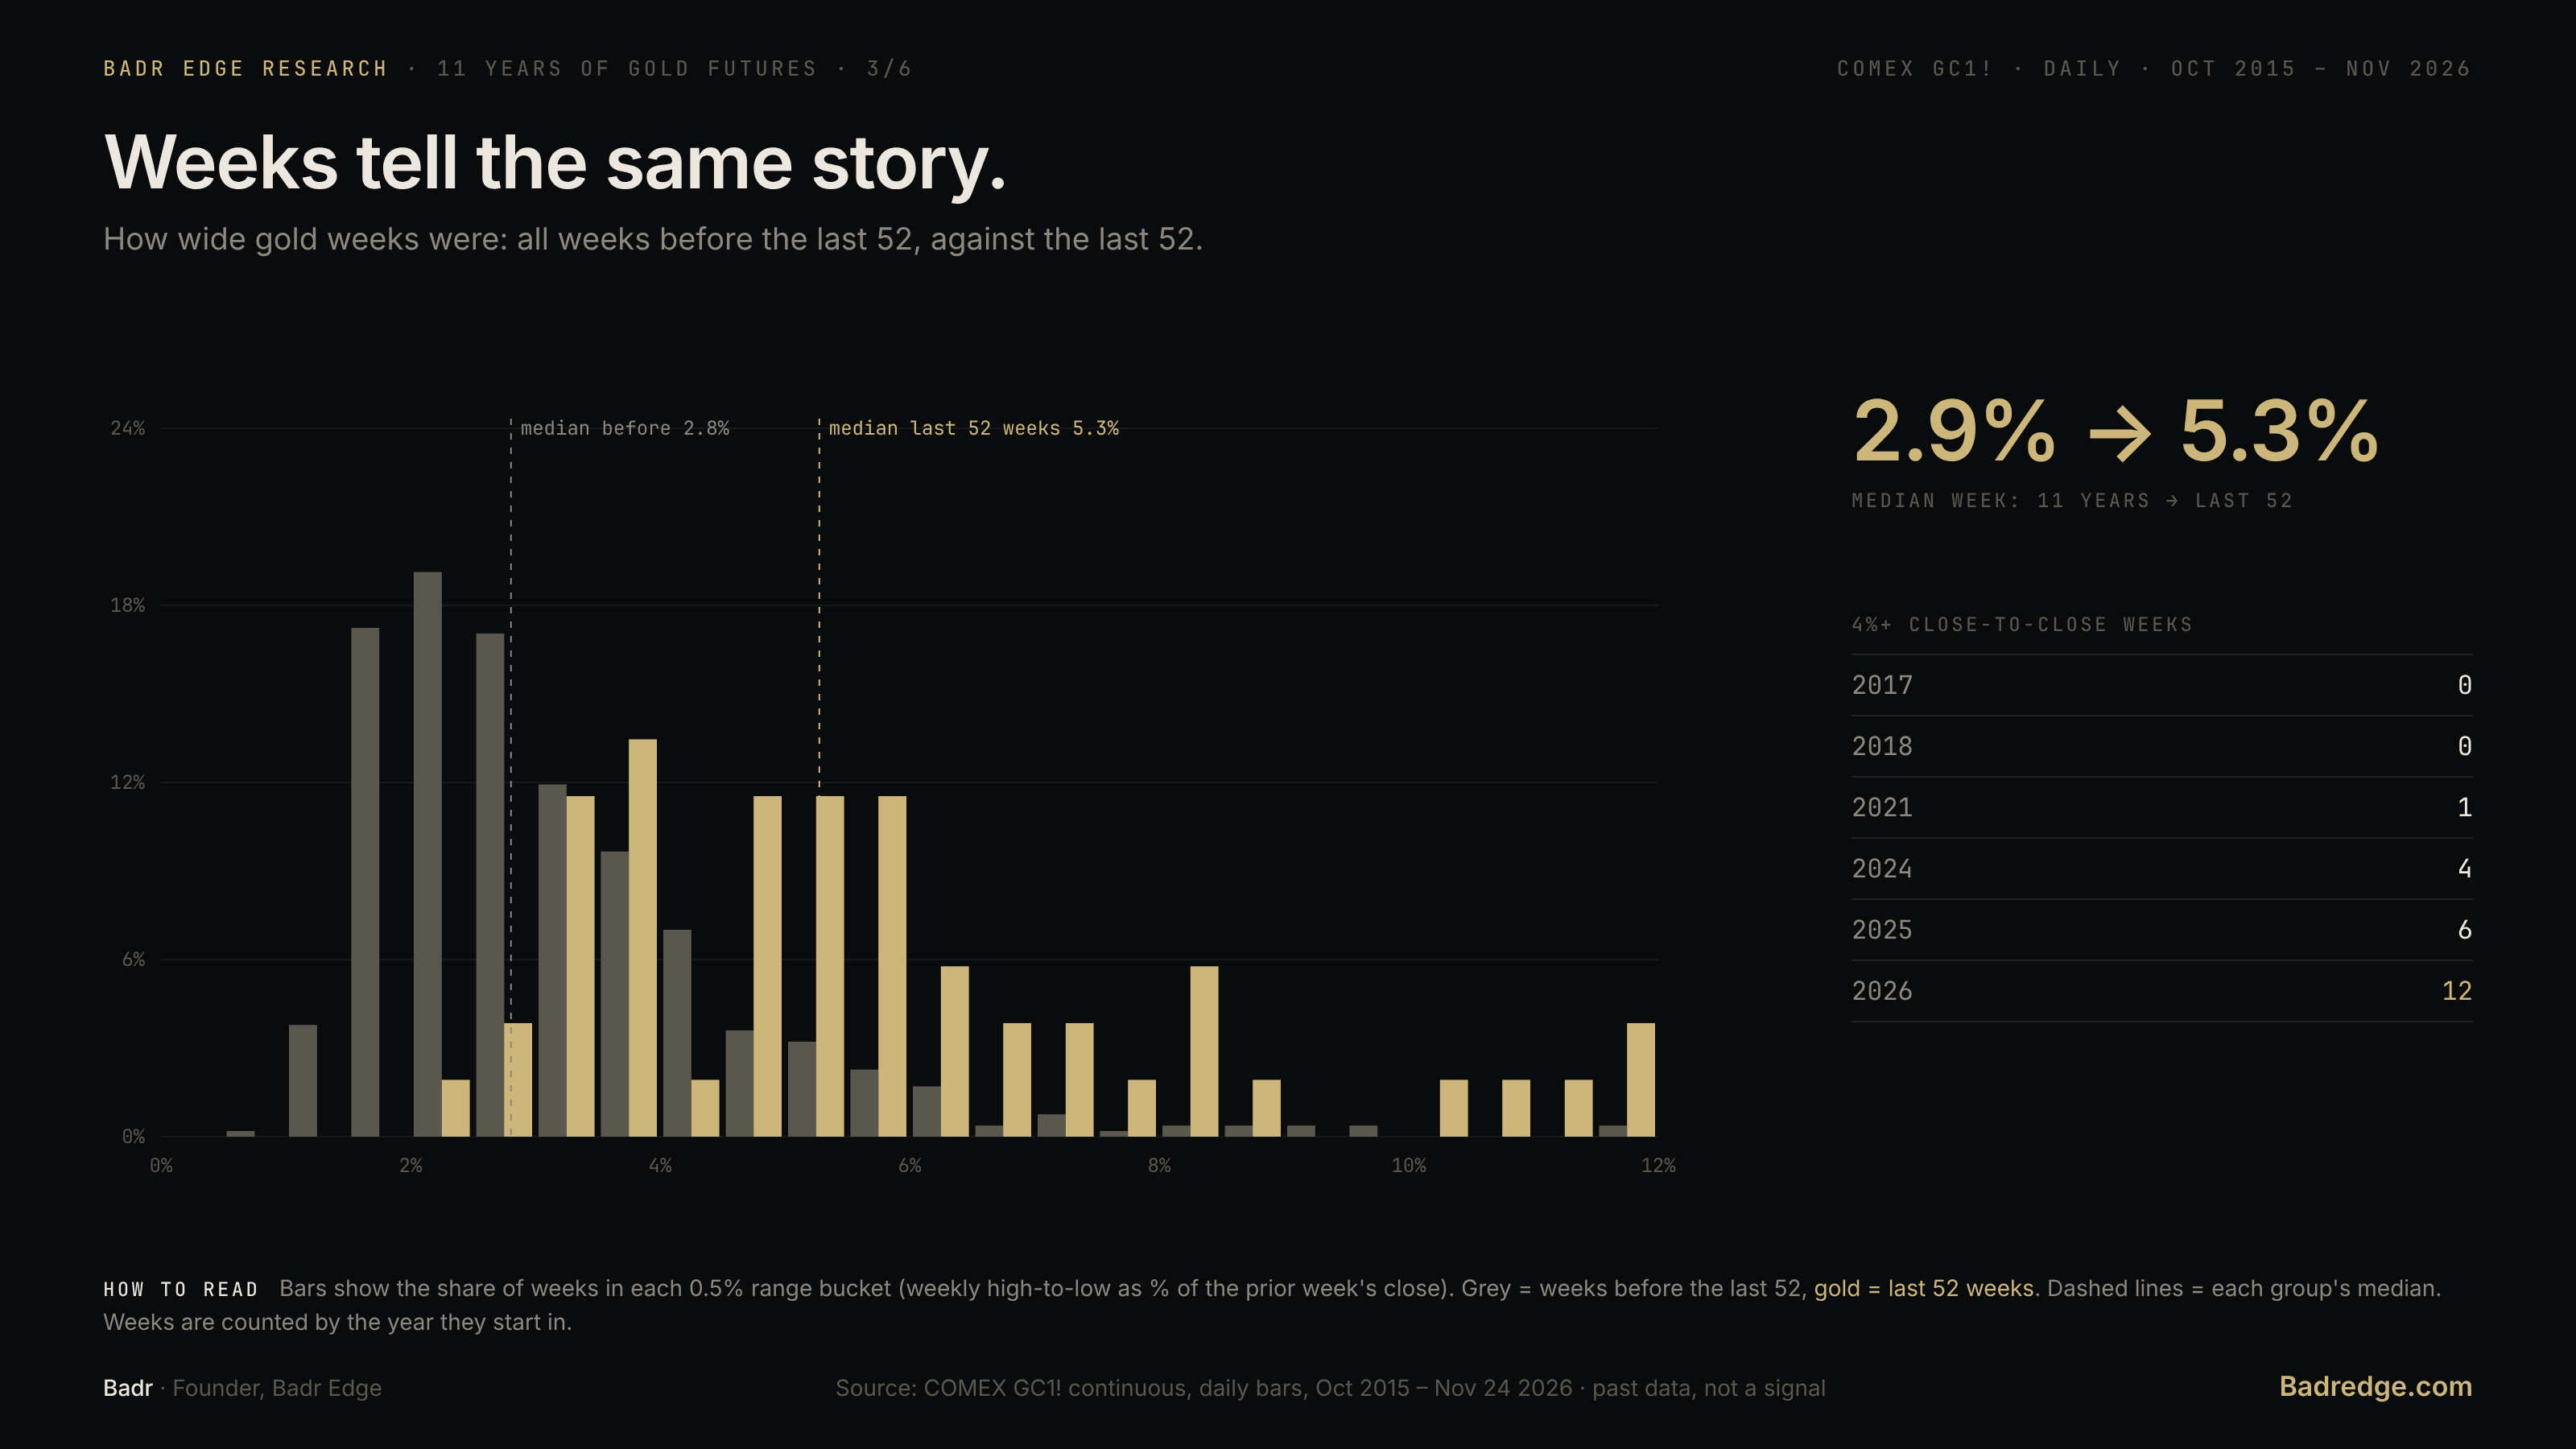 BADR EDGE RESEARCH · 11 YEARS OF GOLD FUTURES · 3/6
COMEX GC1! · DAILY · OCT 2015 – NOV 2026
Weeks tell the same story.
How wide gold weeks were: all weeks before the last 52, against the last 52.
24%
median before 2.8%
median last 52 weeks 5.3%
18%
12%
6%
0%
0%
2%
4%
6%
8%
10%
12%
2.9% → 5.3%
MEDIAN WEEK: 11 YEARS → LAST 52
4%+ CLOSE-TO-CLOSE WEEKS
2017 0
2018 0
2021 1
2024 4
2025 6
2026 12
HOW TO READ Bars show the share of weeks in each 0.5% range bucket (weekly high-to-low as % of the prior week's close). Grey = weeks before the last 52, gold = last 52 weeks. Dashed lines = each group's median.
Weeks are counted by the year they start in.
Badr · Founder, Badr Edge
Source: COMEX GC1! continuous, daily bars, Oct 2015 – Nov 24 2026 · past data, not a signal
Badredge.com